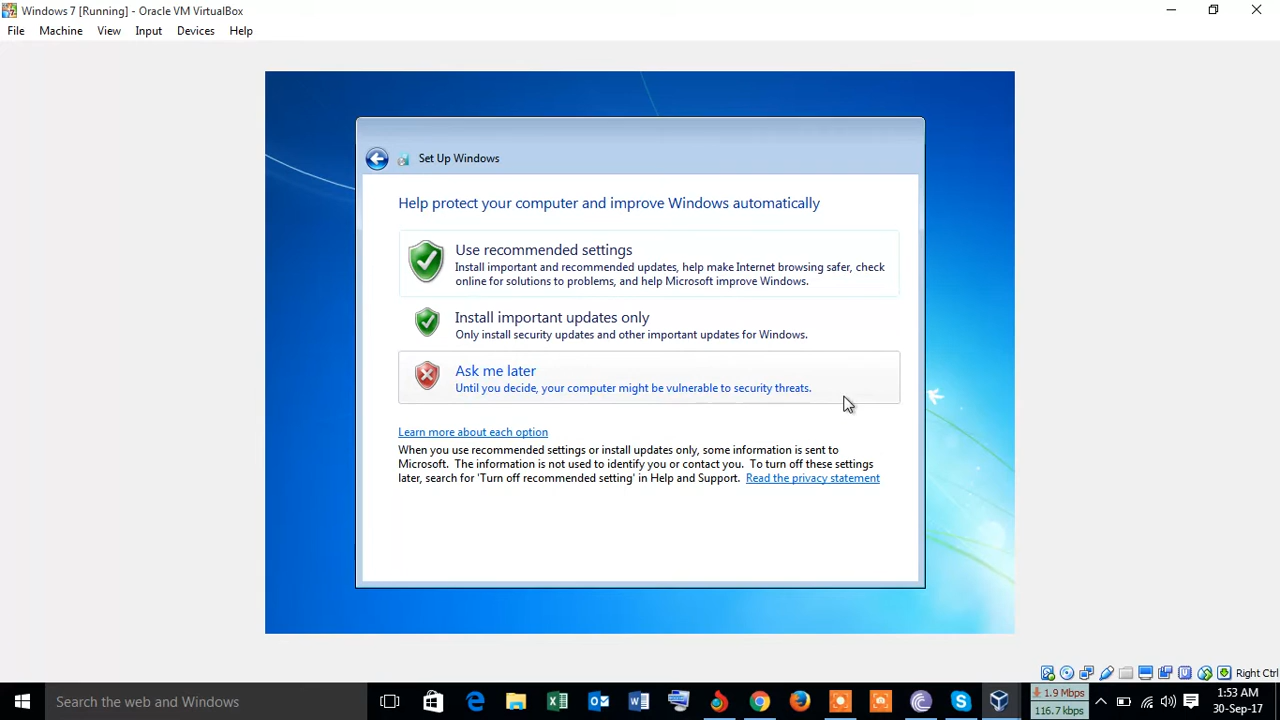 Windows 7 [Running] - Oracle VM VirtualBox
File Machine View Input Devices Help
Set Up Windows
Help protect your computer and improve Windows automatically
Use recommended settings
Install important and recommended updates, help make Internet browsing safer, check
online for solutions to problems, and help Microsoft improve Windows.
Install important updates only
Only install security updates and other important updates for Windows.
Ask me later
Until you decide, your computer might be vulnerable to security threats.
Learn more about each option
When you use recommended settings or install updates only, some information is sent to
Microsoft. The information is not used to identify you or contact you. To turn off these settings
later, search for 'Turn off recommended setting' in Help and Support. Read the privacy statement
Right Ctrl
Search the web and Windows
1.9 Mbps
116.7 kbps
1:53 AM
30-Sep-17